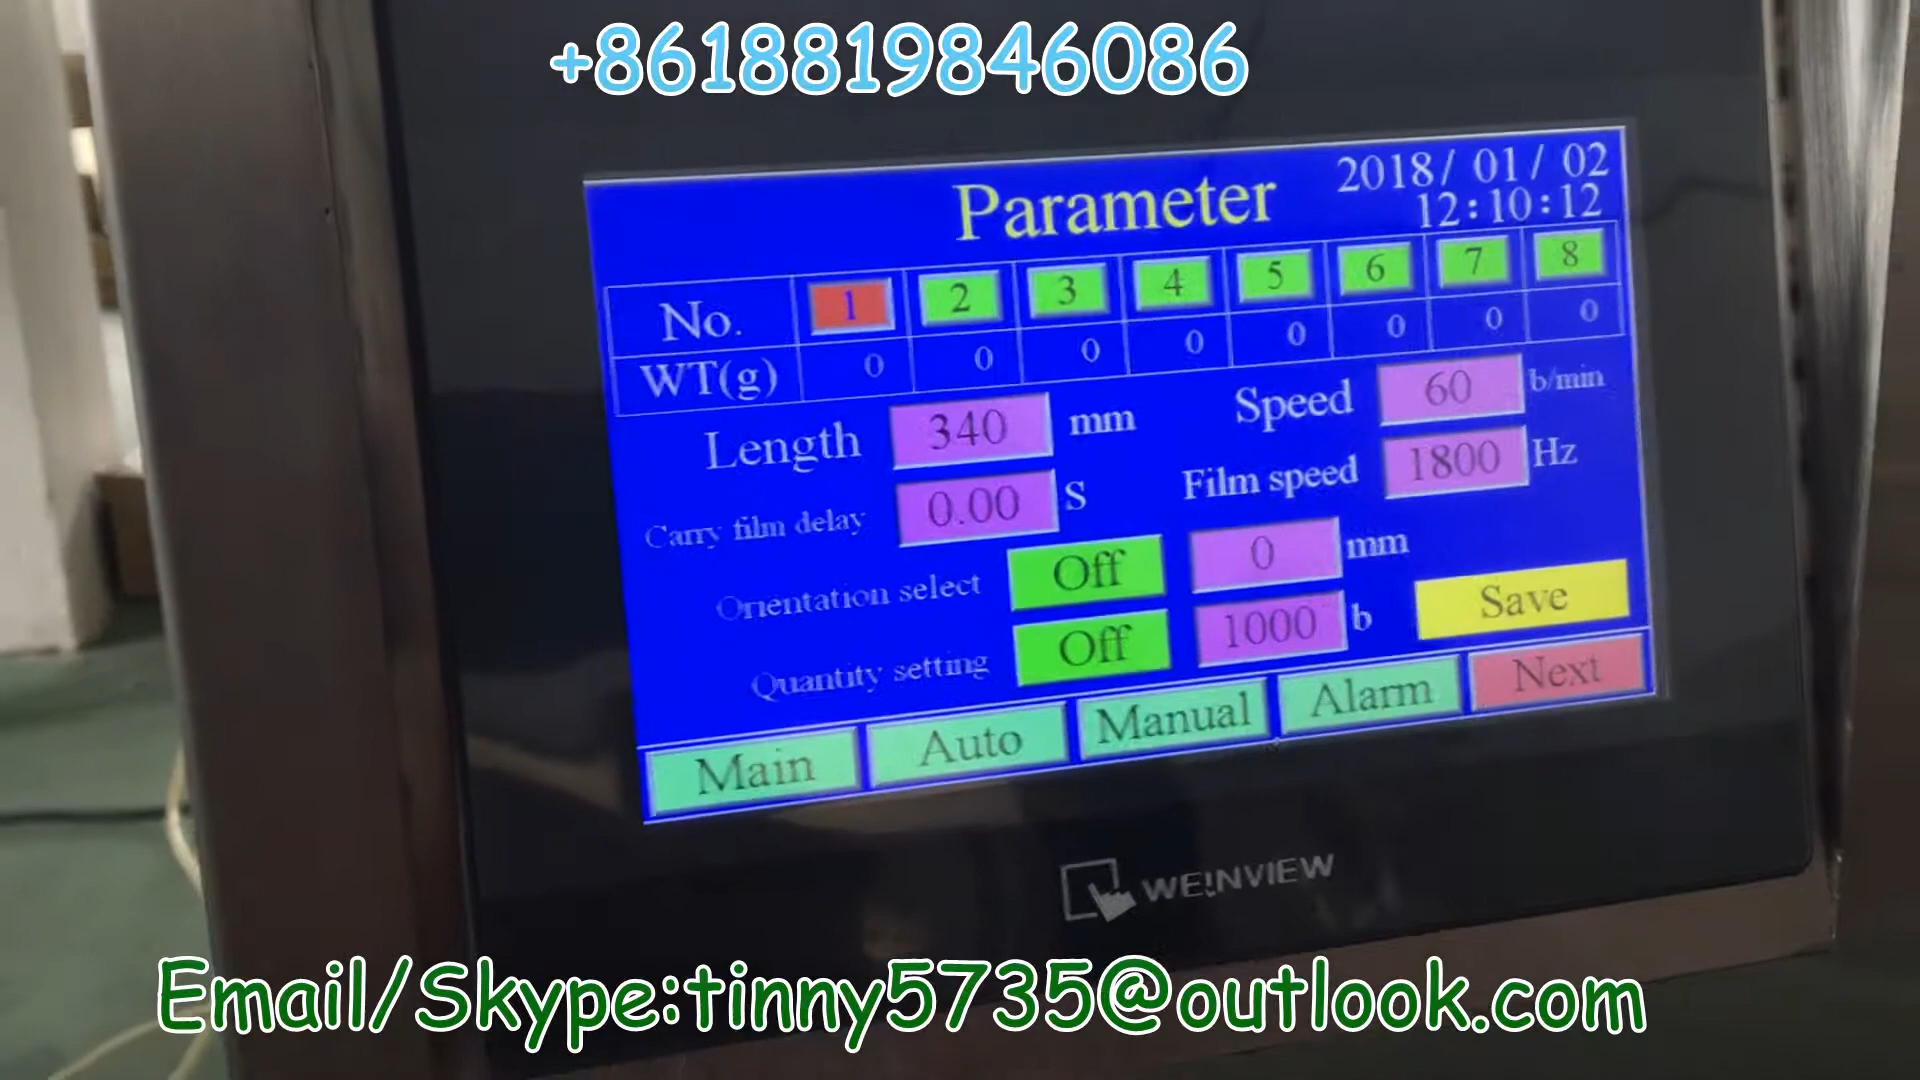 +8618819846086
Parameter
2018/ 01/ 02
12:10:12
No. 1 2 3 4 5 6 7 8
WT(g) 0 0 0 0 0 0 0 0
Length 340 mm Speed 60 b/min
Carry film delay 0.00 S Film speed 1800 Hz
Orientation select Off 0 mm
Quantity setting Off 1000 b Save
Main Auto Manual Alarm Next
WE!NVIEW
Email/Skype:tinny5735@outlook.com